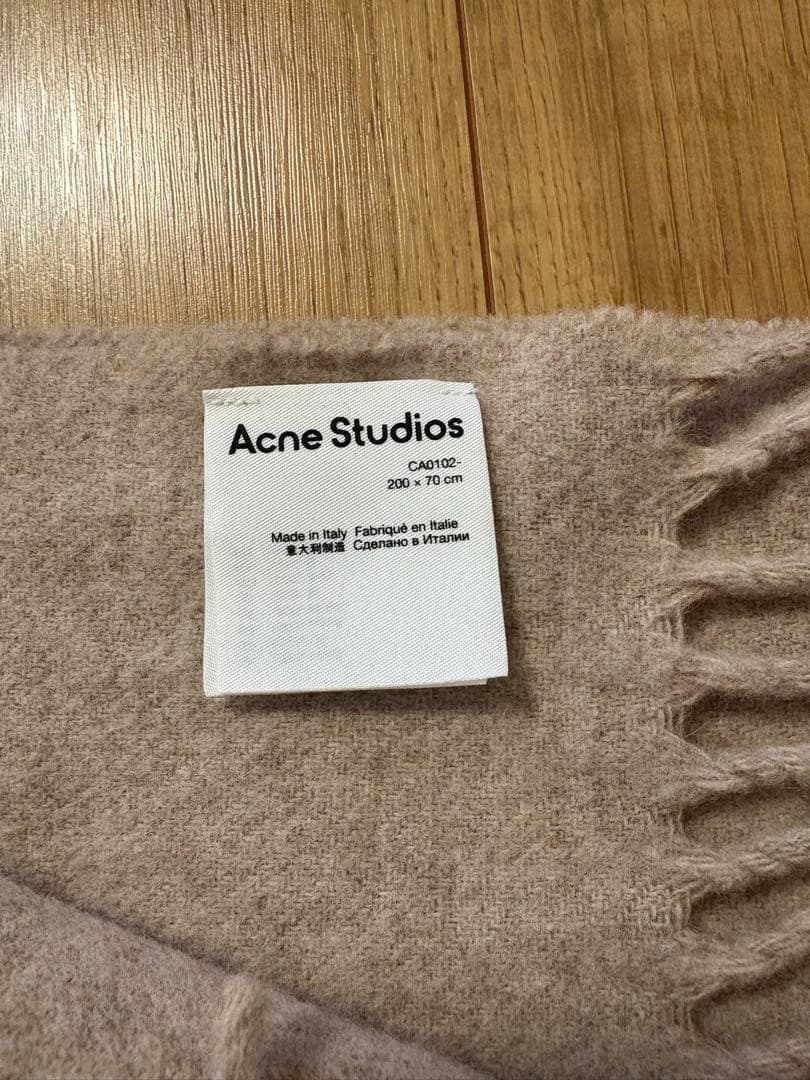 Acne Studios
CA0102-
200 × 70 cm
Made in Italy Fabriqué en Italie
意大利制造 Сделано в Италии